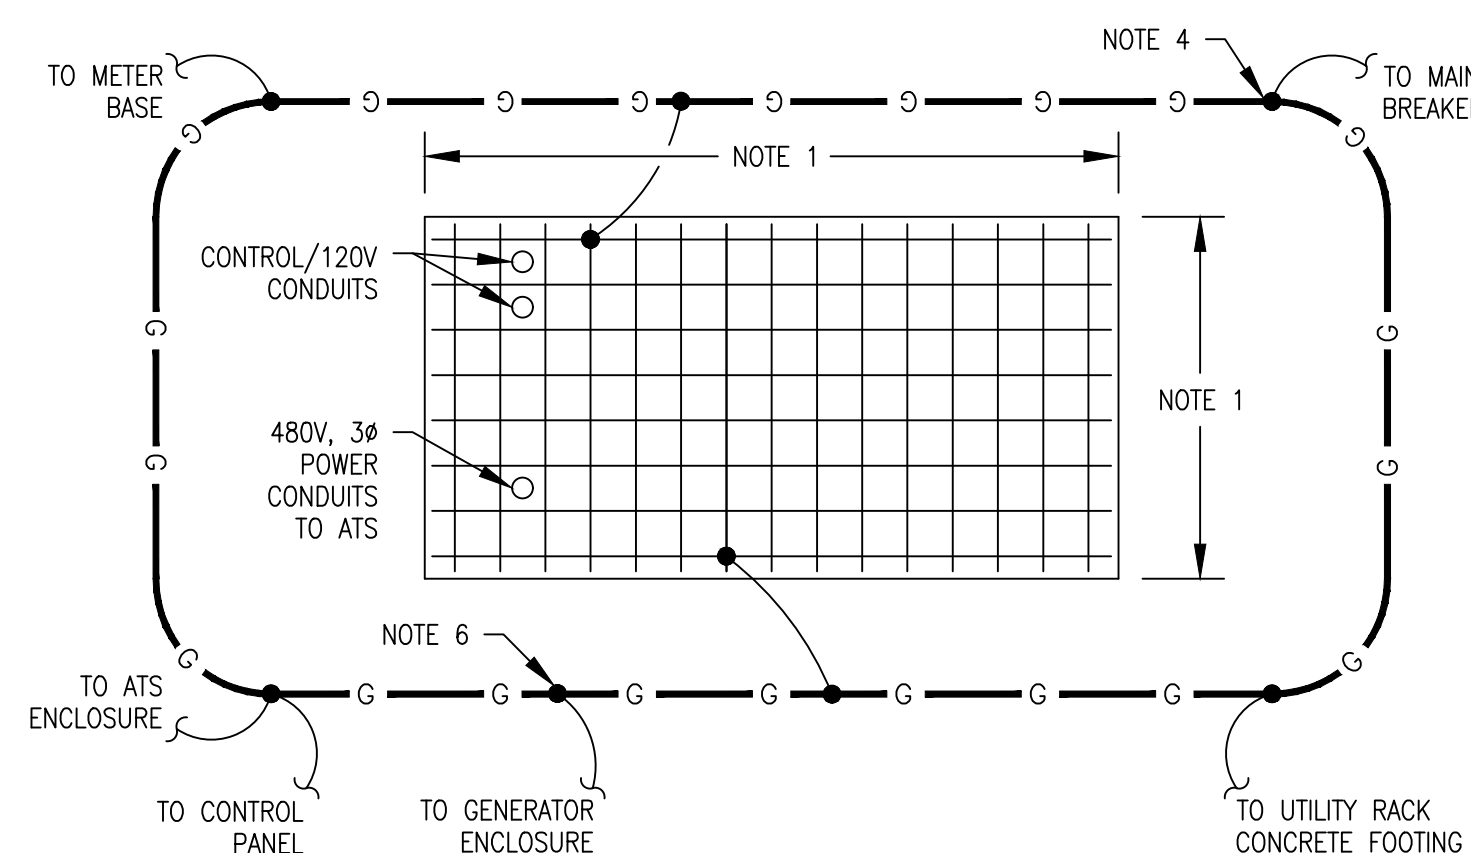 NOTE 4
TO METER
BASE
TO MAIN
BREAKE
G G G G G G G
G G
NOTE 1
CONTROL/120V
CONDUITS
G G
NOTE 1
480V, 3ø
POWER
CONDUITS
TO ATS
G G
NOTE 6
G G
TO ATS
ENCLOSURE
G G G G G G G
TO CONTROL
PANEL
TO GENERATOR
ENCLOSURE
TO UTILITY RACK
CONCRETE FOOTING